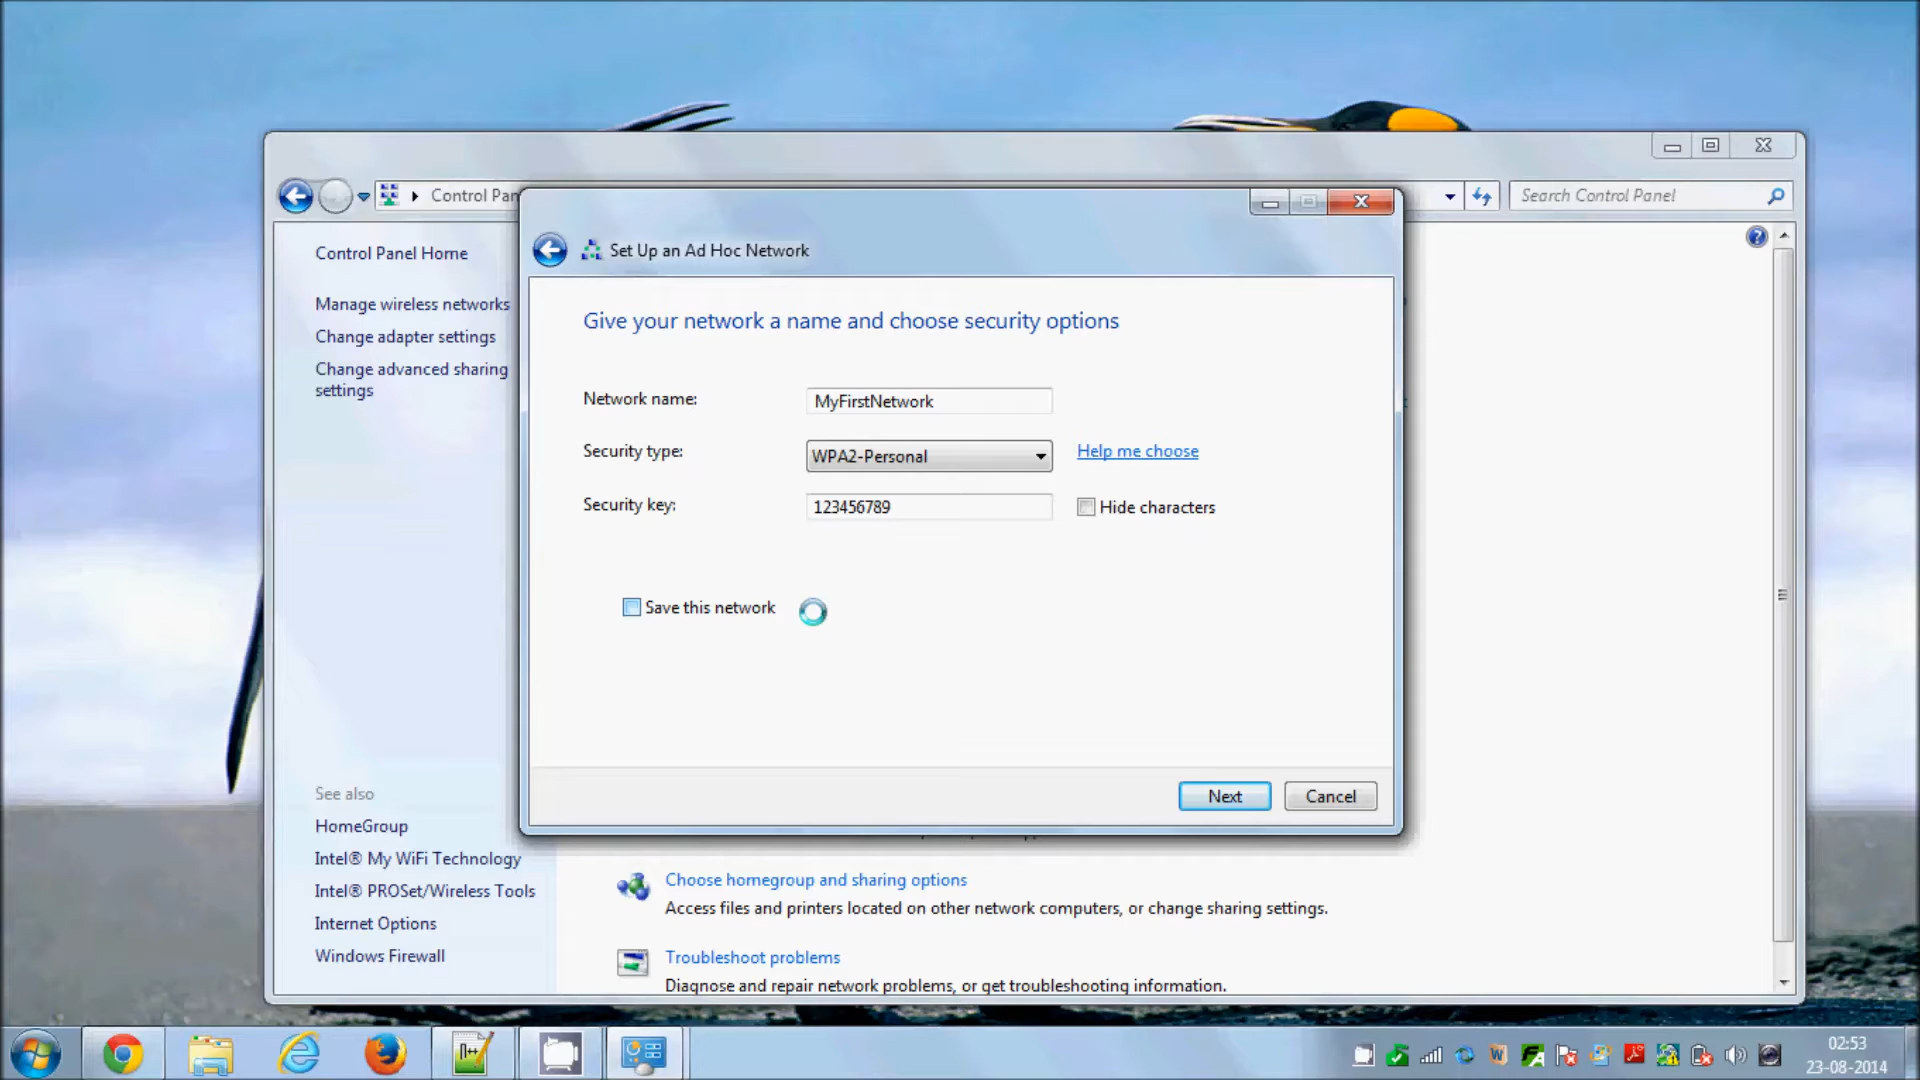 Control Pan
Search Control Panel
Set Up an Ad Hoc Network
Control Panel Home
Manage wireless networks
Change adapter settings
Change advanced sharing
settings
Give your network a name and choose security options
Network name:
MyFirstNetwork
Security type:
WPA2-Personal
Help me choose
Security key:
123456789
Hide characters
Save this network
Next
Cancel
See also
HomeGroup
Intel® My WiFi Technology
Intel® PROSet/Wireless Tools
Internet Options
Windows Firewall
Choose homegroup and sharing options
Access files and printers located on other network computers, or change sharing settings.
Troubleshoot problems
Diagnose and repair network problems, or get troubleshooting information.
02:53
23-08-2014